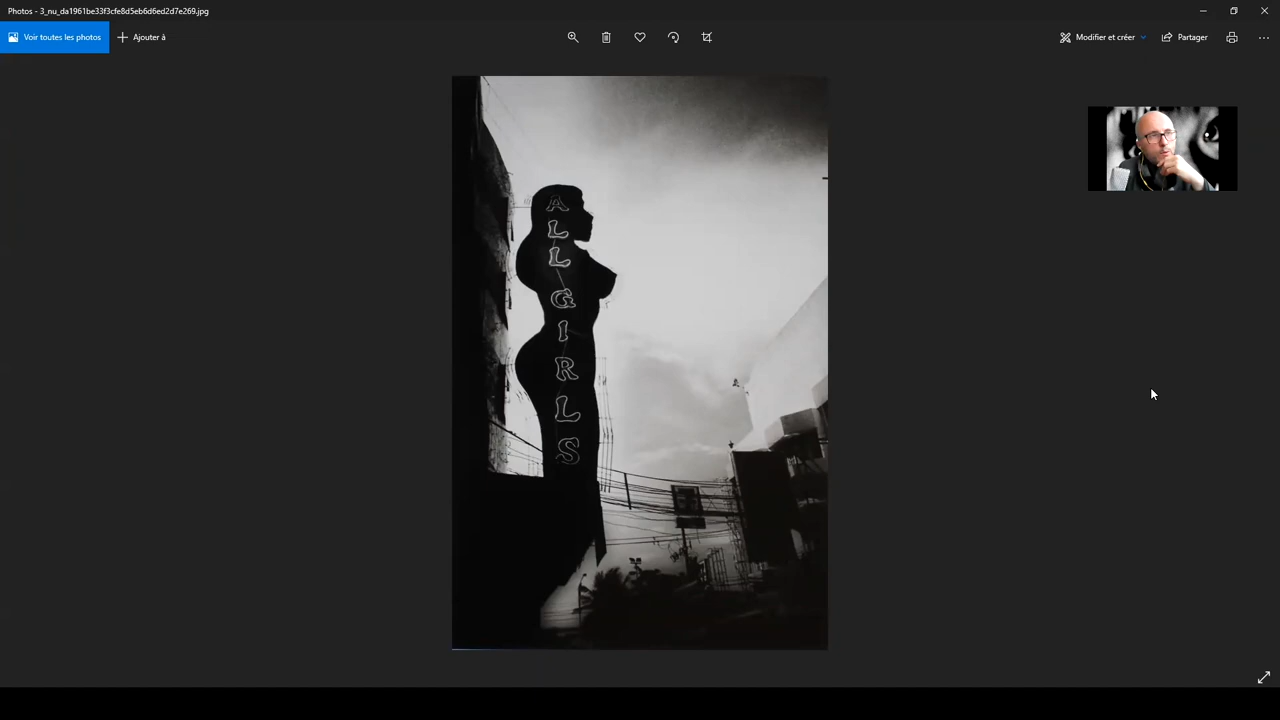 Photos - 3_nu_da1961be33f3cfe8d5eb6d6ed2d7e269.jpg
Voir toutes les photos
Ajouter à
Modifier et créer
Partager
ALL GIRLS